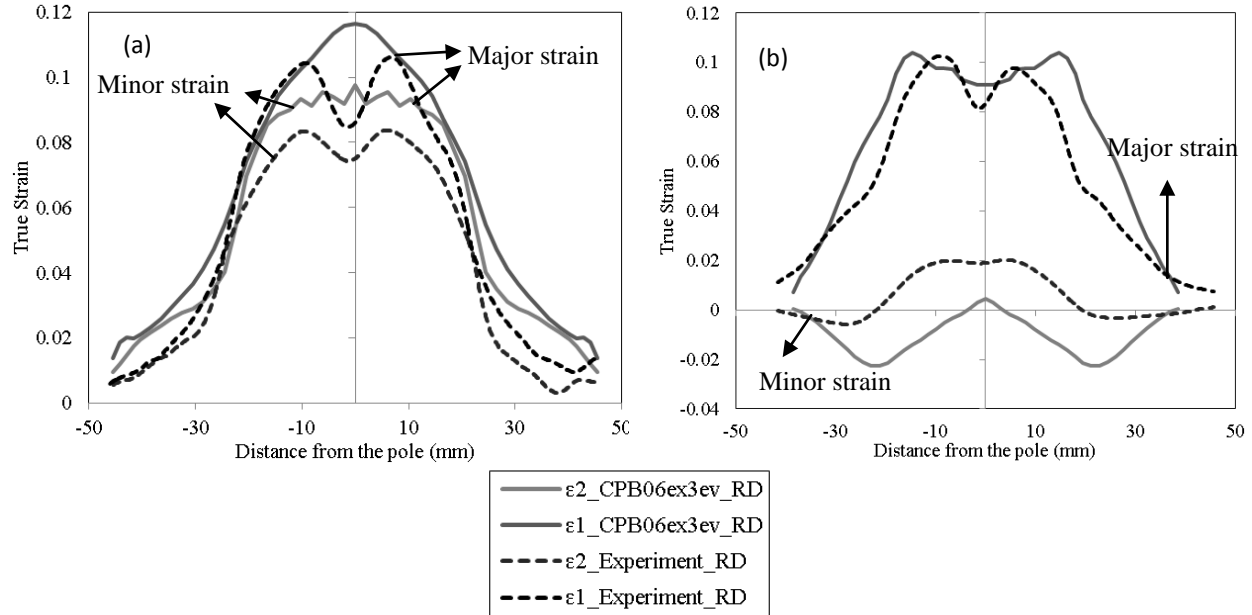 (a)
Minor strain
Major strain
True Strain
0.12
0.1
0.08
0.06
0.04
0.02
0
-50
-30
-10
10
30
50
Distance from the pole (mm)
(b)
Major strain
Minor strain
True Strain
0.12
0.1
0.08
0.06
0.04
0.02
0
-0.02
-0.04
-50
-30
-10
10
30
50
Distance from the pole (mm)
ε2_CPB06ex3ev_RD
ε1_CPB06ex3ev_RD
ε2_Experiment_RD
ε1_Experiment_RD